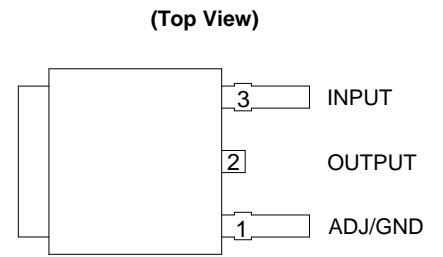 (Top View)
3 INPUT
2 OUTPUT
1 ADJ/GND